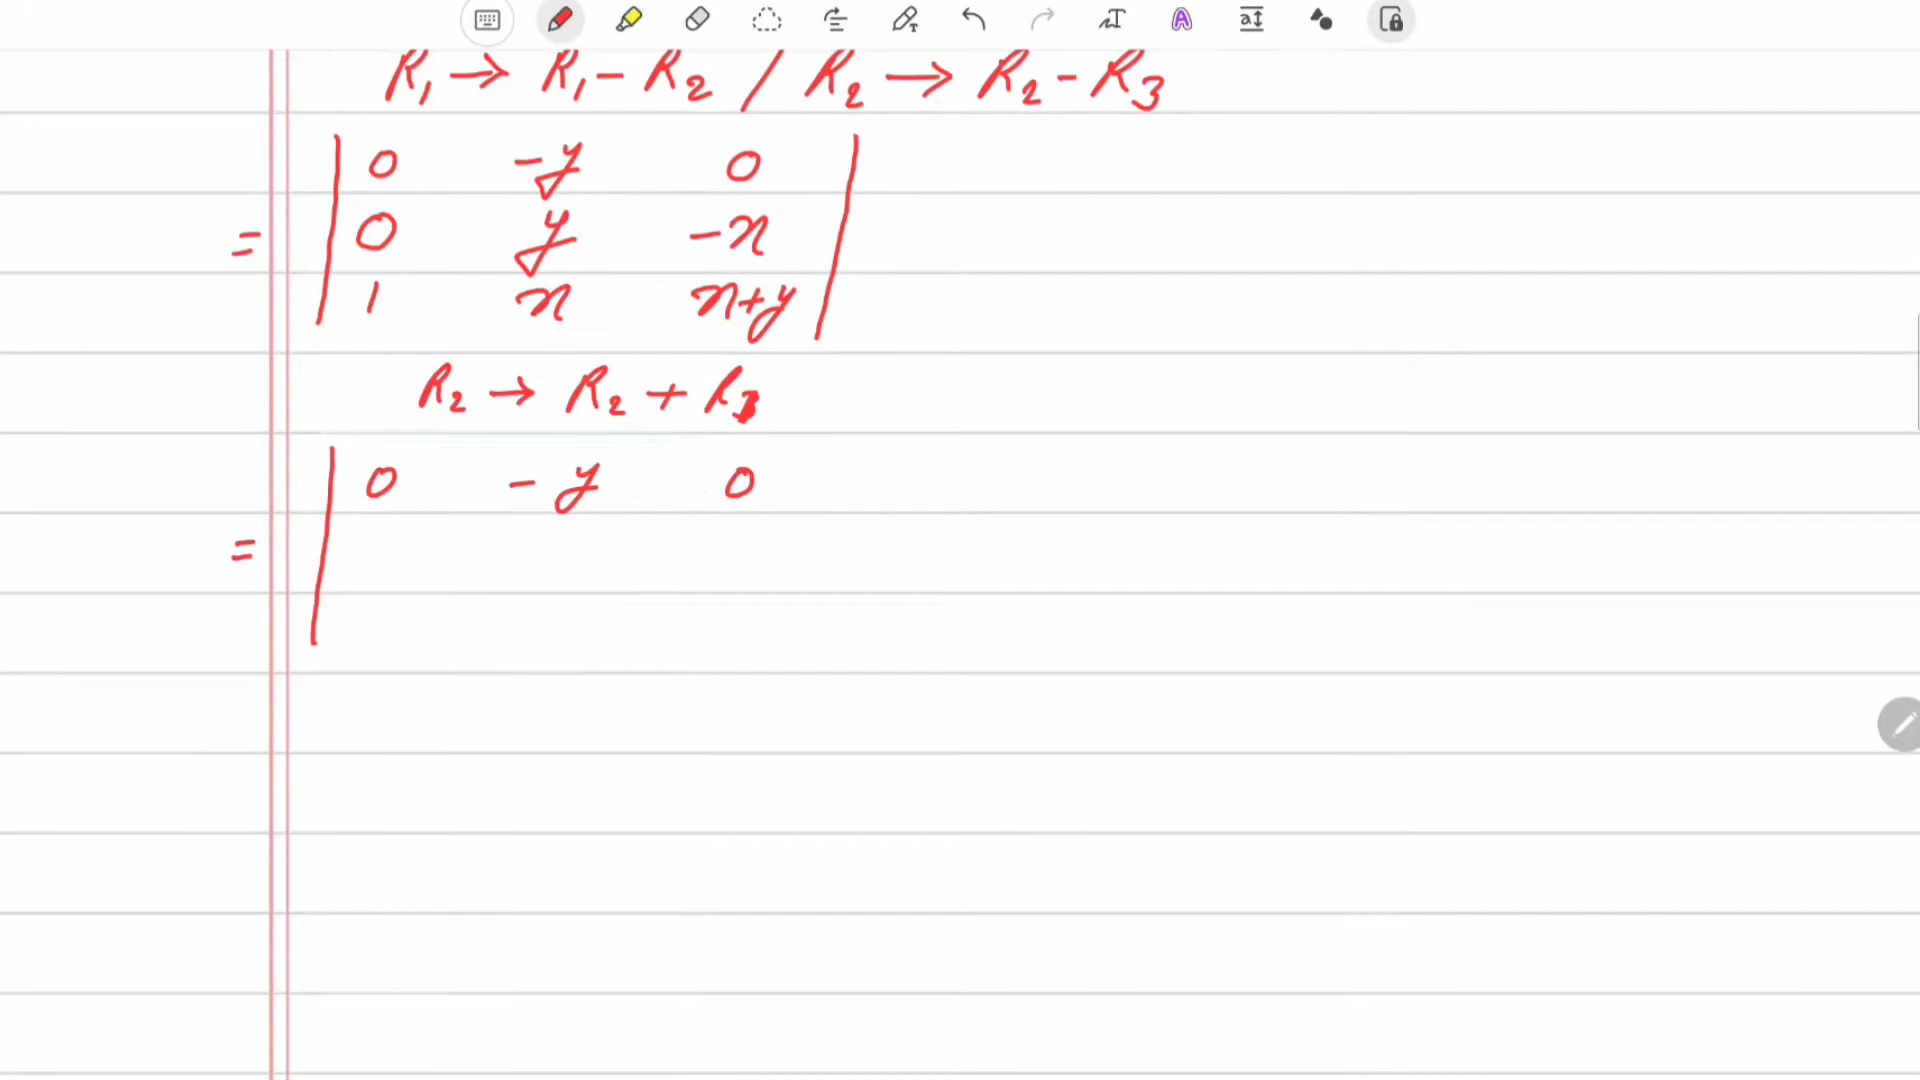 R₁ → R₁ - R₂ / R₂ → R₂ - R₃
| 0 -y 0 |
= | 0 y -x |
| 1 x x+y |
R₂ → R₂ + R₃
| 0 -y 0
= |